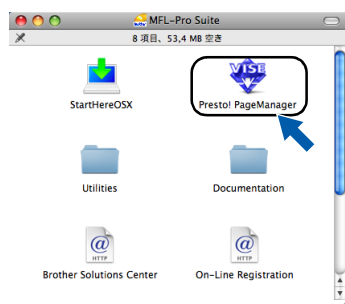 MFL-Pro Suite
8 項目、53,4 MB 空き
VISE
StartHereOSX
Presto! PageManager
Utilities
Documentation
@
HTTP
@
HTTP
Brother Solutions Center
On-Line Registration